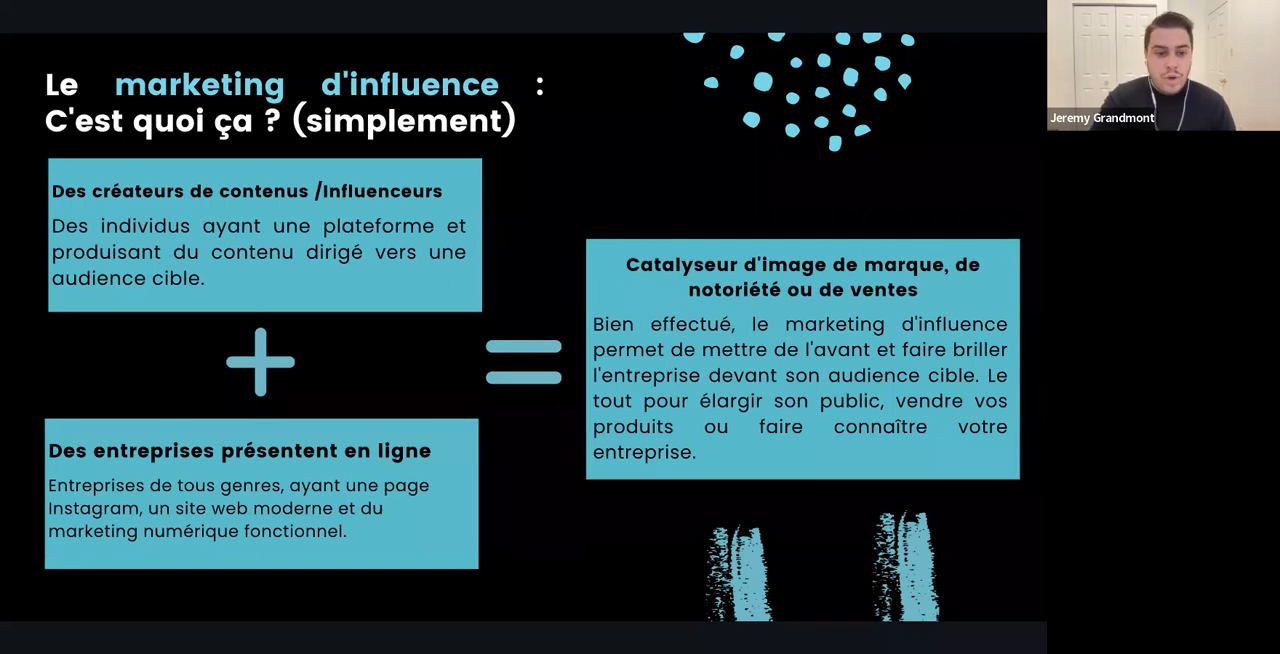 Le marketing d'influence :
C'est quoi ça ? (simplement)
Des créateurs de contenus /Influenceurs
Des individus ayant une plateforme et
produisant du contenu dirigé vers une
audience cible.
Des entreprises présentent en ligne
Entreprises de tous genres, ayant une page
Instagram, un site web moderne et du
marketing numérique fonctionnel.
Catalyseur d'image de marque, de
notoriété ou de ventes
Bien effectué, le marketing d'influence
permet de mettre de l'avant et faire briller
l'entreprise devant son audience cible. Le
tout pour élargir son public, vendre vos
produits ou faire connaître votre
entreprise.
Jeremy Grandmont